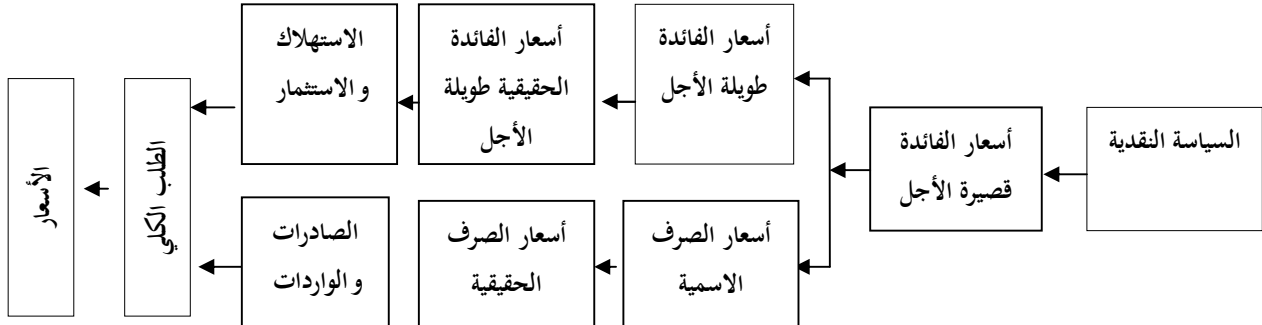 السياسة النقدية
أسعار الفائدة
قصيرة الأجل
أسعار الفائدة
طويلة الأجل
أسعار الفائدة
الحقيقية طويلة
الأجل
الاستهلاك
و الاستثمار
أسعار الصرف
الاسمية
أسعار الصرف
الحقيقية
الصادرات
و الواردات
الطلب الكلي
الأسعار